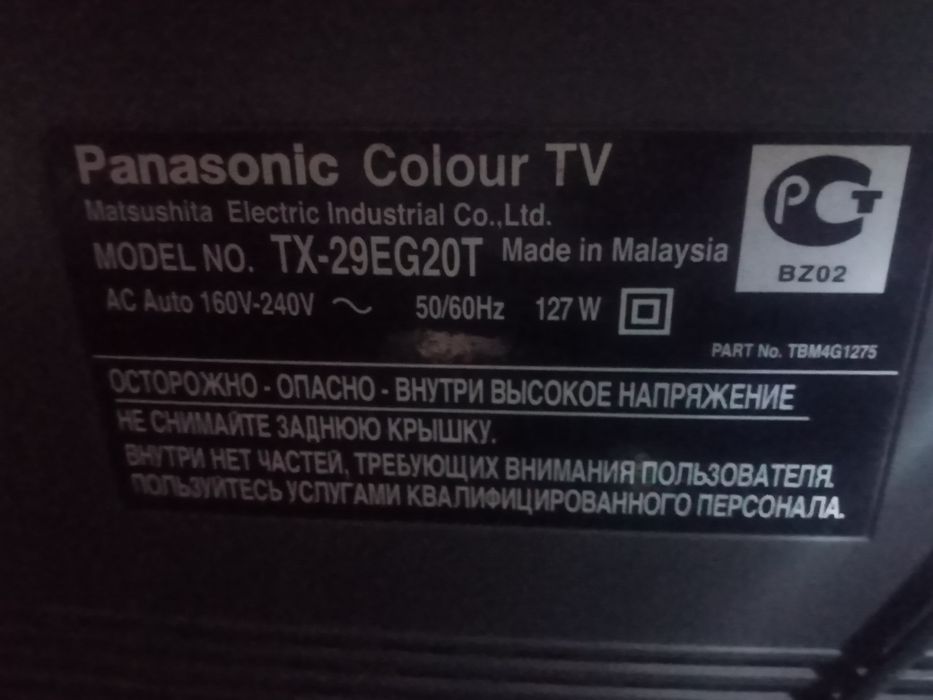 Panasonic Colour TV
Matsushita Electric Industrial Co.,Ltd.
MODEL NO. TX-29EG20T Made in Malaysia
AC Auto 160V-240V ～ 50/60Hz 127 W
РСТ
BZ02
PART No. TBM4G1275
ОСТОРОЖНО - ОПАСНО - ВНУТРИ ВЫСОКОЕ НАПРЯЖЕНИЕ
НЕ СНИМАЙТЕ ЗАДНЮЮ КРЫШКУ.
ВНУТРИ НЕТ ЧАСТЕЙ, ТРЕБУЮЩИХ ВНИМАНИЯ ПОЛЬЗОВАТЕЛЯ.
ПОЛЬЗУЙТЕСЬ УСЛУГАМИ КВАЛИФИЦИРОВАННОГО ПЕРСОНАЛА.